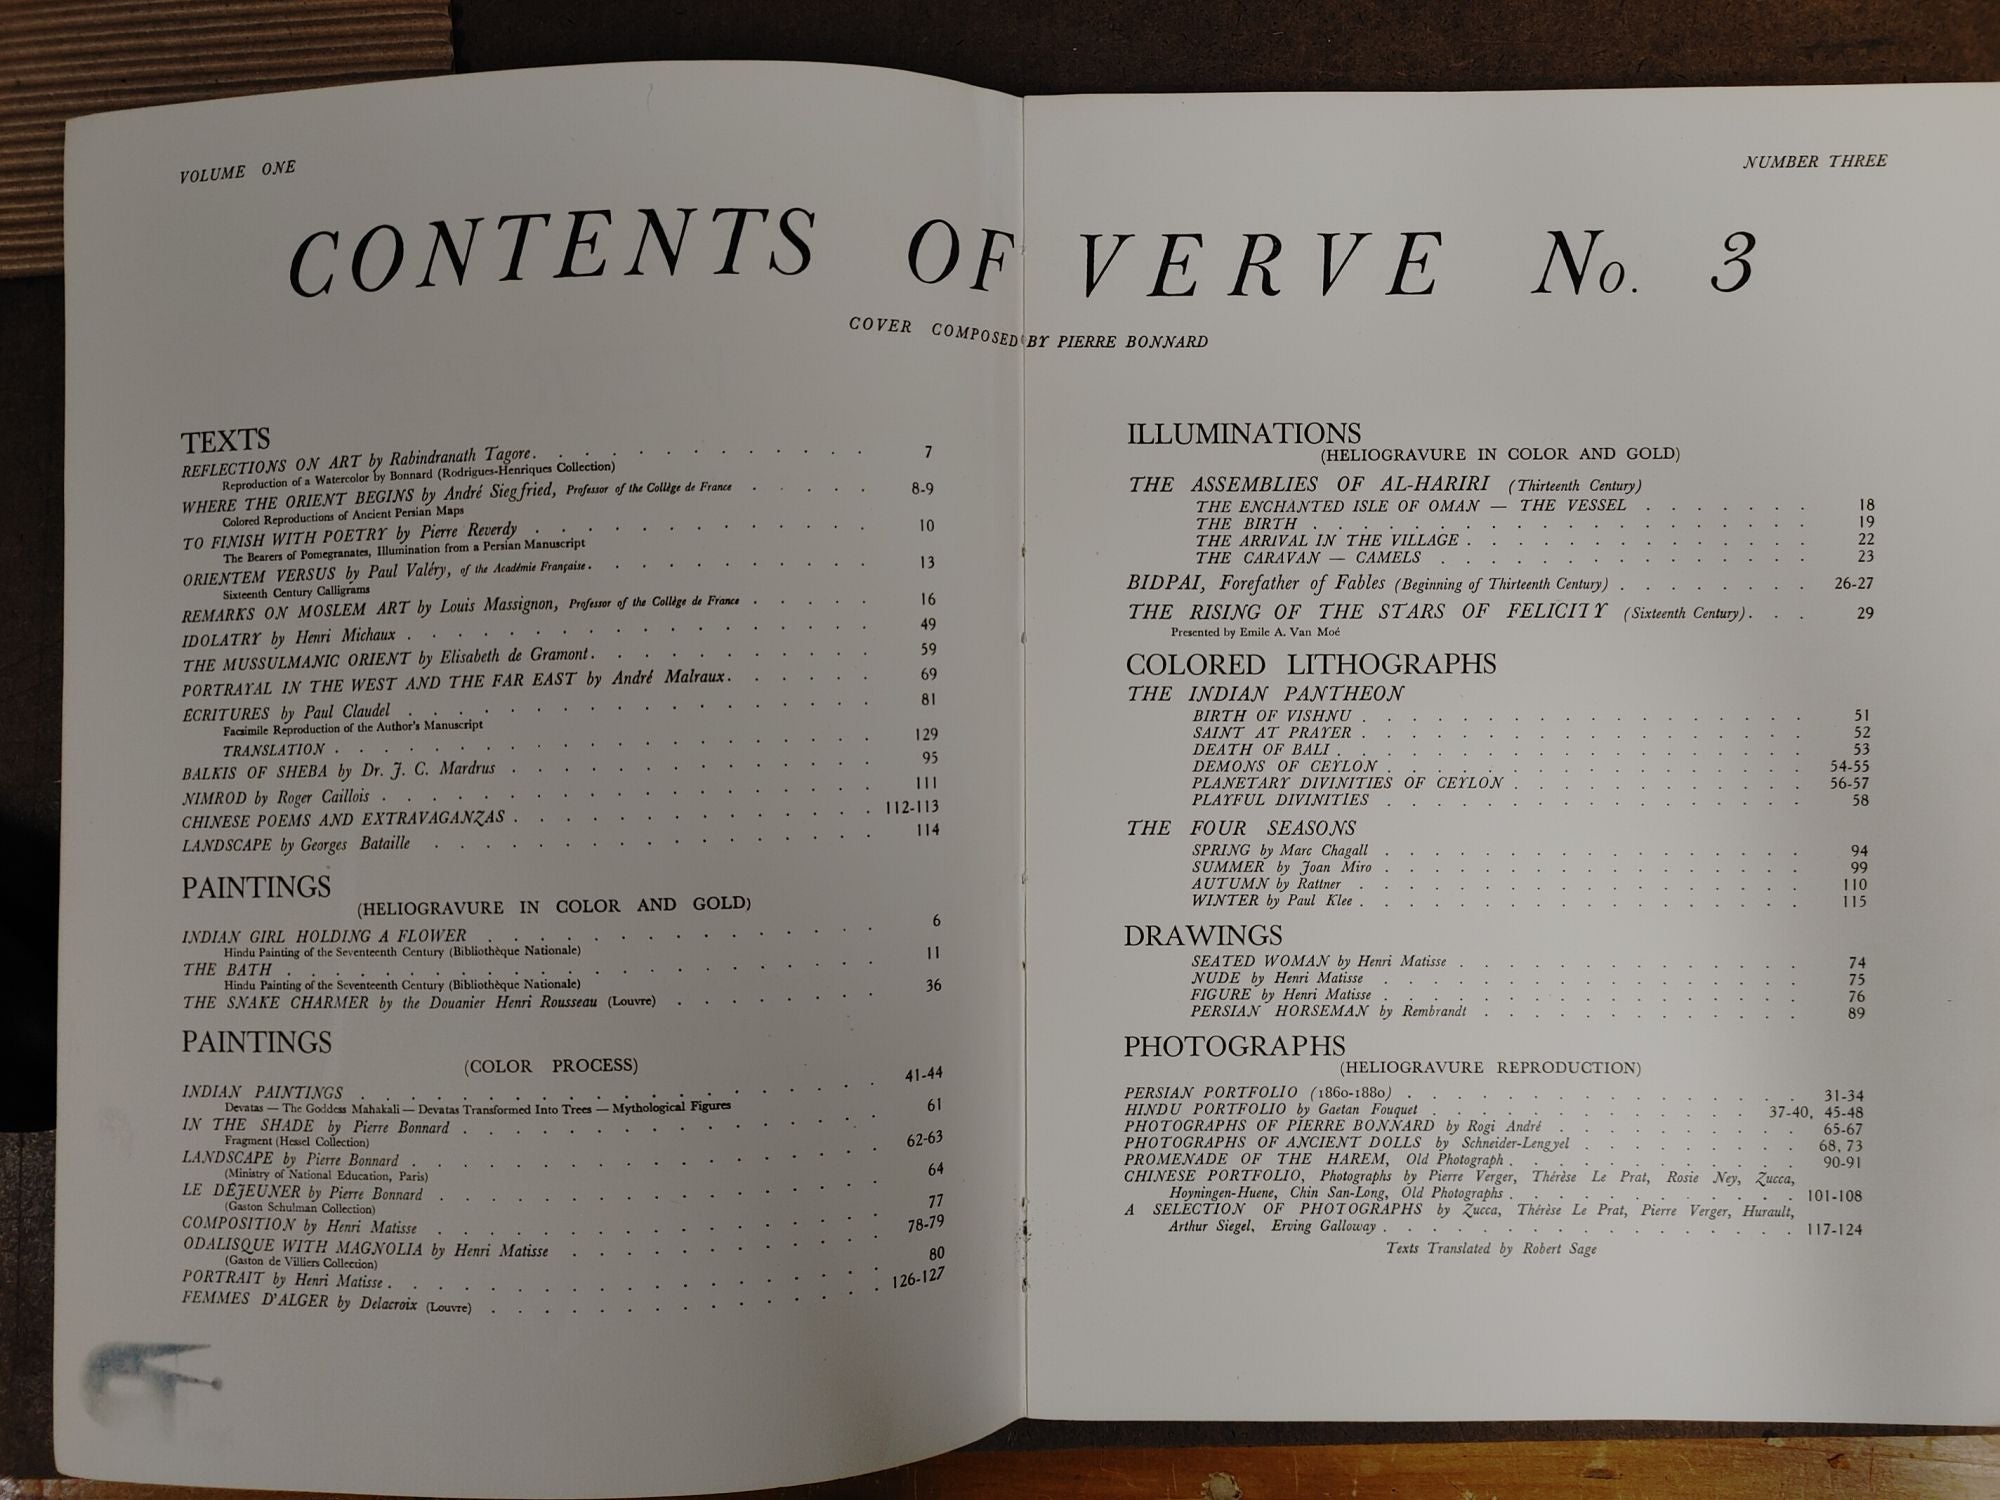 VOLUME ONE
NUMBER THREE
CONTENTS OF VERVE No. 3
COVER COMPOSED BY PIERRE BONNARD
TEXTS
REFLECTIONS ON ART by Rabindranath Tagore . . . . . . . . . . . . 7
Reproduction of a Watercolor by Bonnard (Rodrigues-Henriques Collection)
WHERE THE ORIENT BEGINS by André Siegfried, Professor of the Collège de France . . . . . 8-9
Colored Reproductions of Ancient Persian Maps
TO FINISH WITH POETRY by Pierre Reverdy . . . . . . . . . . . . . 10
The Bearers of Pomegranates, Illumination from a Persian Manuscript
ORIENTEM VERSUS by Paul Valéry, of the Académie Française . . . . . . . . . . . 13
Sixteenth Century Calligrams
REMARKS ON MOSLEM ART by Louis Massignon, Professor of the Collège de France . . . . . 16
IDOLATRY by Henri Michaux . . . . . . . . . . . . . . . . . 49
THE MUSSULMANIC ORIENT by Elisabeth de Gramont . . . . . . . . . . . 59
PORTRAYAL IN THE WEST AND THE FAR EAST by André Malraux . . . . . . 69
ÉCRITURES by Paul Claudel . . . . . . . . . . . . . . . . . 81
Facsimile Reproduction of the Author's Manuscript
TRANSLATION . . . . . . . . . . . . . . . . . . . . 129
BALKIS OF SHEBA by Dr. J. C. Mardrus . . . . . . . . . . . . . . 95
NIMROD by Roger Caillois . . . . . . . . . . . . . . . . . . 111
CHINESE POEMS AND EXTRAVAGANZAS . . . . . . . . . . . . . . 112-113
LANDSCAPE by Georges Bataille . . . . . . . . . . . . . . . . . 114
PAINTINGS
(HELIOGRAVURE IN COLOR AND GOLD)
INDIAN GIRL HOLDING A FLOWER . . . . . . . . . . . . . . . 6
Hindu Painting of the Seventeenth Century (Bibliothèque Nationale)
THE BATH . . . . . . . . . . . . . . . . . . . . . . . 11
Hindu Painting of the Seventeenth Century (Bibliothèque Nationale)
THE SNAKE CHARMER by the Douanier Henri Rousseau (Louvre) . . . . . . . . 36
PAINTINGS
(COLOR PROCESS)
INDIAN PAINTINGS . . . . . . . . . . . . . . . . . . . . 41-44
Devatas — The Goddess Mahakali — Devatas Transformed Into Trees — Mythological Figures
IN THE SHADE by Pierre Bonnard . . . . . . . . . . . . . . . . 61
Fragment (Hessel Collection)
LANDSCAPE by Pierre Bonnard . . . . . . . . . . . . . . . . . . 62-63
(Ministry of National Education, Paris)
LE DÉJEUNER by Pierre Bonnard . . . . . . . . . . . . . . . . . 64
(Gaston Schulman Collection)
COMPOSITION by Henri Matisse . . . . . . . . . . . . . . . . . 77
ODALISQUE WITH MAGNOLIA by Henri Matisse . . . . . . . . . . . . 78-79
(Gaston de Villiers Collection)
PORTRAIT by Henri Matisse . . . . . . . . . . . . . . . . . . . 80
FEMMES D'ALGER by Delacroix (Louvre) . . . . . . . . . . . . . . . 126-127
ILLUMINATIONS
(HELIOGRAVURE IN COLOR AND GOLD)
THE ASSEMBLIES OF AL-HARIRI (Thirteenth Century)
THE ENCHANTED ISLE OF OMAN — THE VESSEL . . . . . . . 18
THE BIRTH . . . . . . . . . . . . . . . . . . . 19
THE ARRIVAL IN THE VILLAGE . . . . . . . . . . . . . 22
THE CARAVAN — CAMELS . . . . . . . . . . . . . . 23
BIDPAI, Forefather of Fables (Beginning of Thirteenth Century) . . . . . . . . 26-27
THE RISING OF THE STARS OF FELICITY (Sixteenth Century) . . . 29
Presented by Emile A. Van Moé
COLORED LITHOGRAPHS
THE INDIAN PANTHEON
BIRTH OF VISHNU . . . . . . . . . . . . . . . . . 51
SAINT AT PRAYER . . . . . . . . . . . . . . . . . 52
DEATH OF BALI . . . . . . . . . . . . . . . . . . 53
DEMONS OF CEYLON . . . . . . . . . . . . . . . . 54-55
PLANETARY DIVINITIES OF CEYLON . . . . . . . . . . . 56-57
PLAYFUL DIVINITIES . . . . . . . . . . . . . . . . 58
THE FOUR SEASONS
SPRING by Marc Chagall . . . . . . . . . . . . . . . . 94
SUMMER by Joan Miro . . . . . . . . . . . . . . . . 99
AUTUMN by Rattner . . . . . . . . . . . . . . . . . 110
WINTER by Paul Klee . . . . . . . . . . . . . . . . . 115
DRAWINGS
SEATED WOMAN by Henri Matisse . . . . . . . . . . . . . 74
NUDE by Henri Matisse . . . . . . . . . . . . . . . . 75
FIGURE by Henri Matisse . . . . . . . . . . . . . . . . 76
PERSIAN HORSEMAN by Rembrandt . . . . . . . . . . . . 89
PHOTOGRAPHS
(HELIOGRAVURE REPRODUCTION)
PERSIAN PORTFOLIO (1860-1880) . . . . . . . . . . . . . . . . 31-34
HINDU PORTFOLIO by Gaetan Fouquet . . . . . . . . . . . . . 37-40, 45-48
PHOTOGRAPHS OF PIERRE BONNARD by Rogi André . . . . . . . . . . 65-67
PHOTOGRAPHS OF ANCIENT DOLLS by Schneider-Lengyel . . . . . . . . . 68, 73
PROMENADE OF THE HAREM, Old Photograph . . . . . . . . . . . . 90-91
CHINESE PORTFOLIO, Photographs by Pierre Verger, Thérèse Le Prat, Rosie Ney, Zucca,
Hoyningen-Huene, Chin San-Long, Old Photographs . . . . . . . . . . . 101-108
A SELECTION OF PHOTOGRAPHS by Zucca, Thérèse Le Prat, Pierre Verger, Hurault,
Arthur Siegel, Erving Galloway . . . . . . . . . . . . . . . . 117-124
Texts Translated by Robert Sage